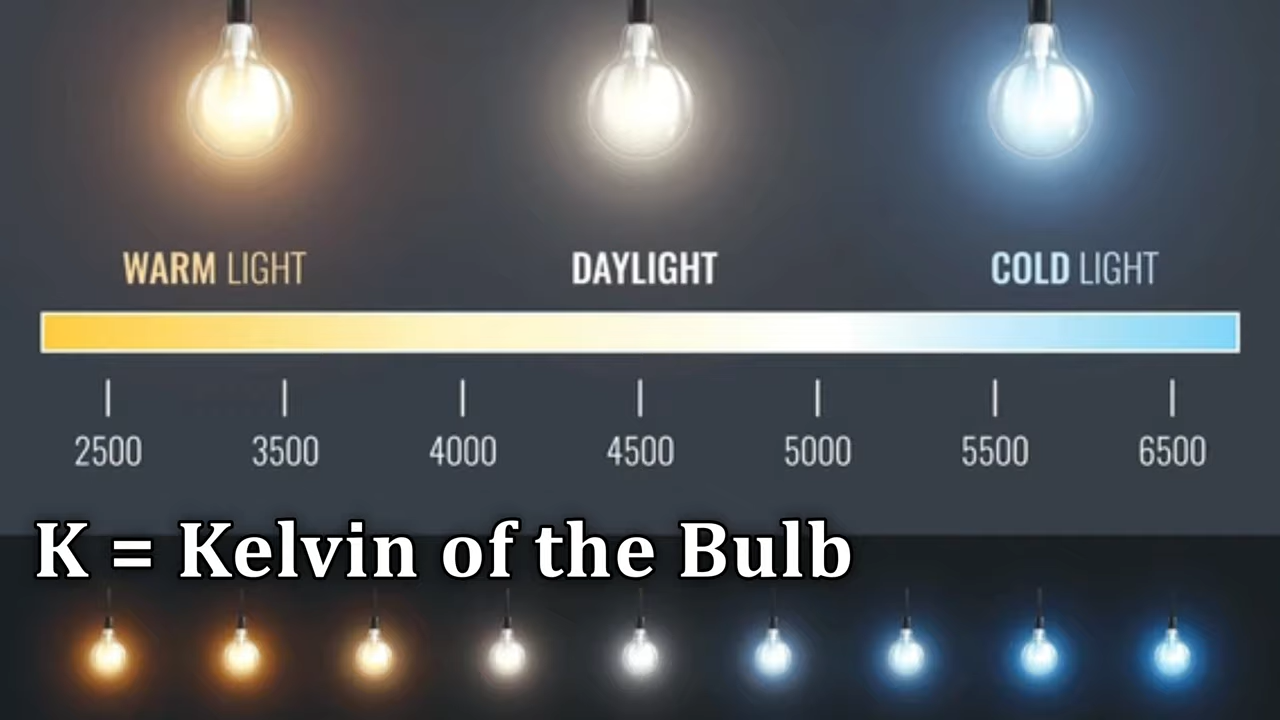 WARM LIGHT
DAYLIGHT
COLD LIGHT
2500 3500 4000 4500 5000 5500 6500
K = Kelvin of the Bulb